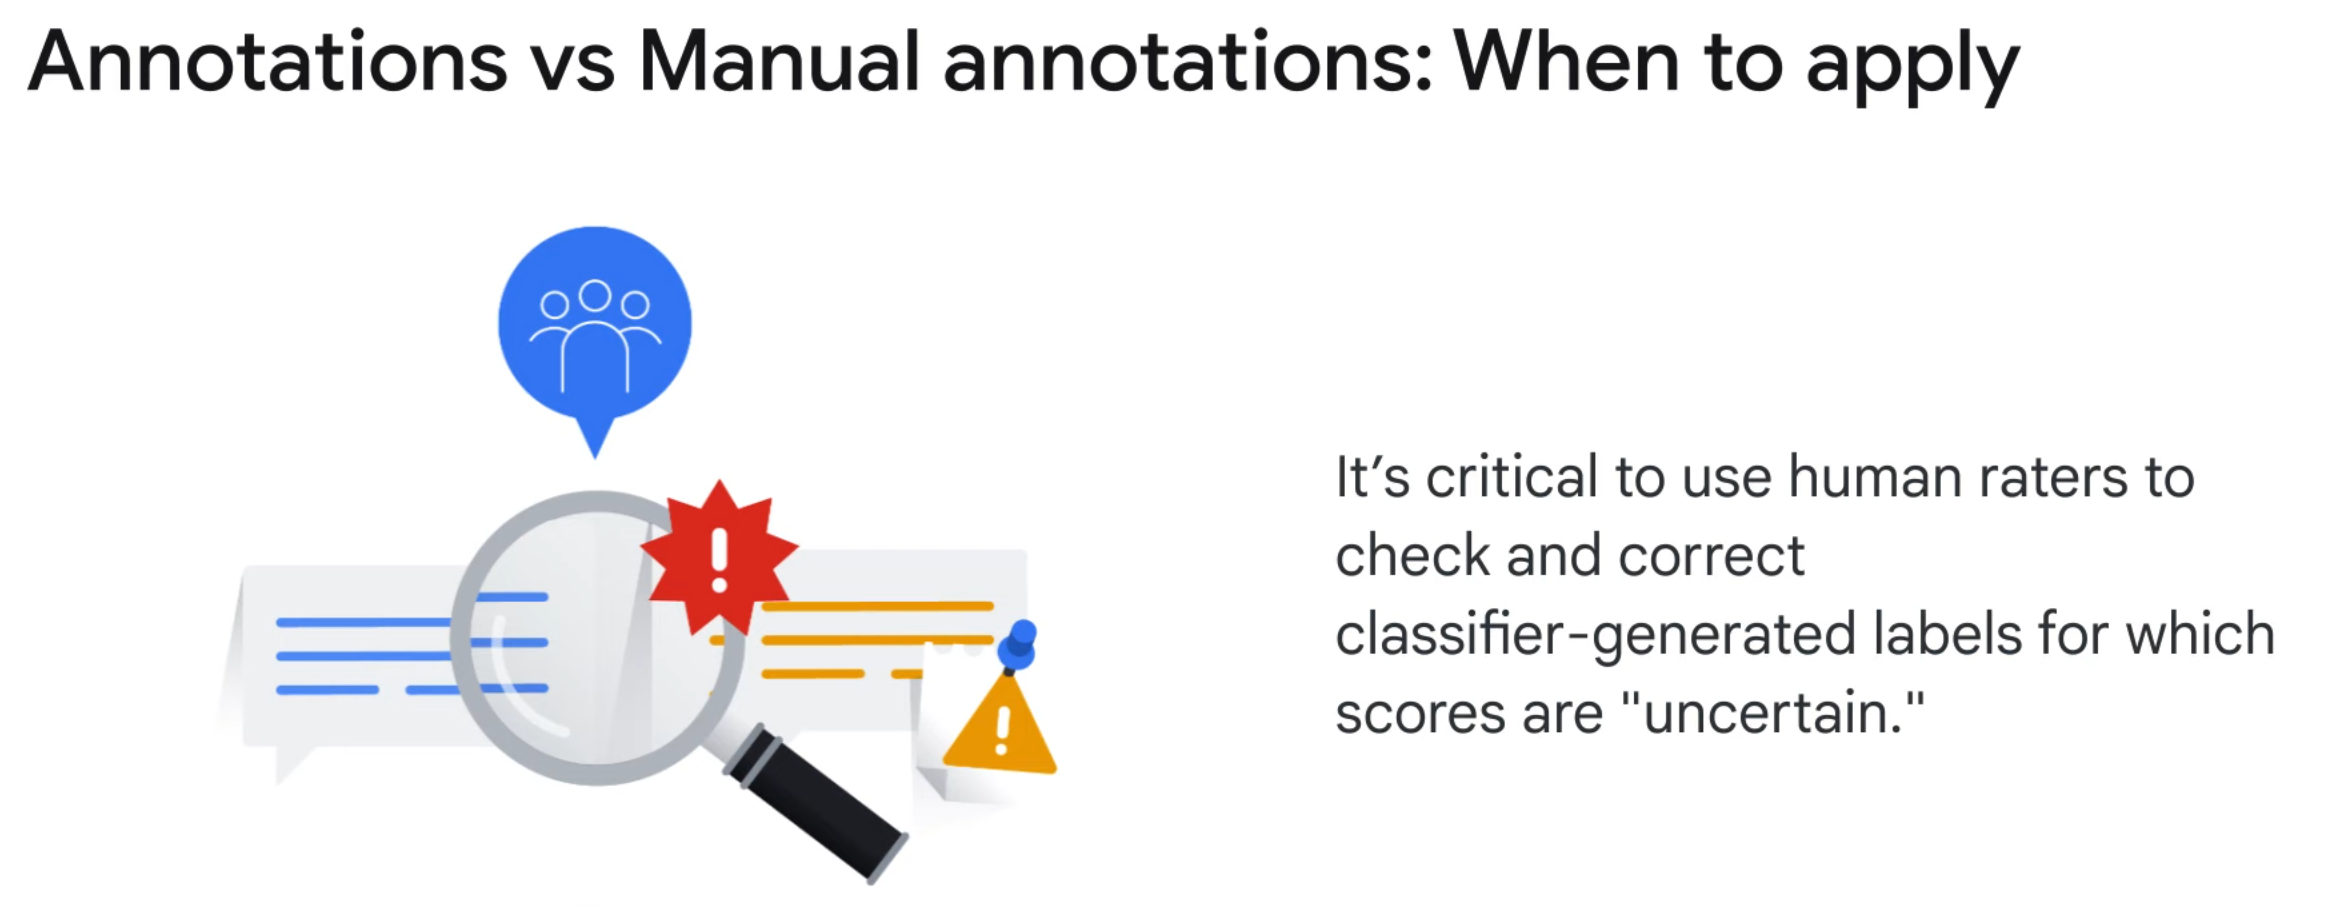 Annotations vs Manual annotations: When to apply
It’s critical to use human raters to
check and correct
classifier-generated labels for which
scores are "uncertain."